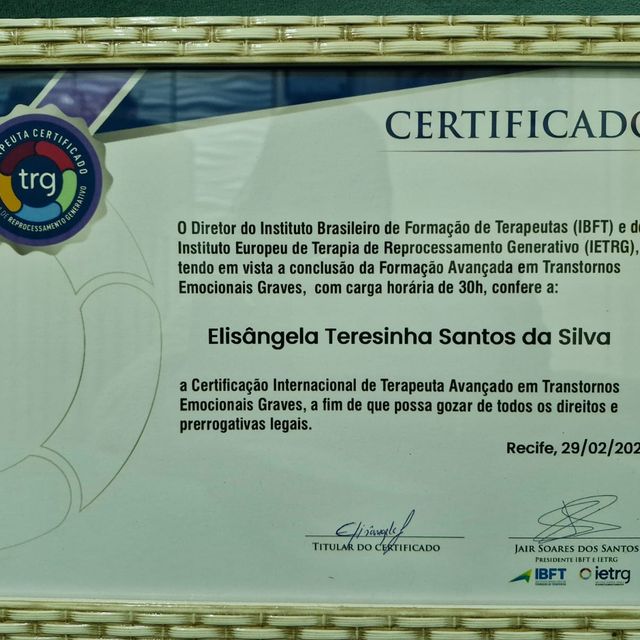 CERTIFICADO
TERAPEUTA CERTIFICADO
trg
DE REPROCESSAMENTO GENERATIVO
O Diretor do Instituto Brasileiro de Formação de Terapeutas (IBFT) e do
Instituto Europeu de Terapia de Reprocessamento Generativo (IETRG),
tendo em vista a conclusão da Formação Avançada em Transtornos
Emocionais Graves, com carga horária de 30h, confere a:
Elisângela Teresinha Santos da Silva
a Certificação Internacional de Terapeuta Avançado em Transtornos
Emocionais Graves, a fim de que possa gozar de todos os direitos e
prerrogativas legais.
Recife, 29/02/202
Elisângela
TITULAR DO CERTIFICADO
JAIR SOARES DOS SANTOS
PRESIDENTE IBFT E IETRG
IBFT
ietrg